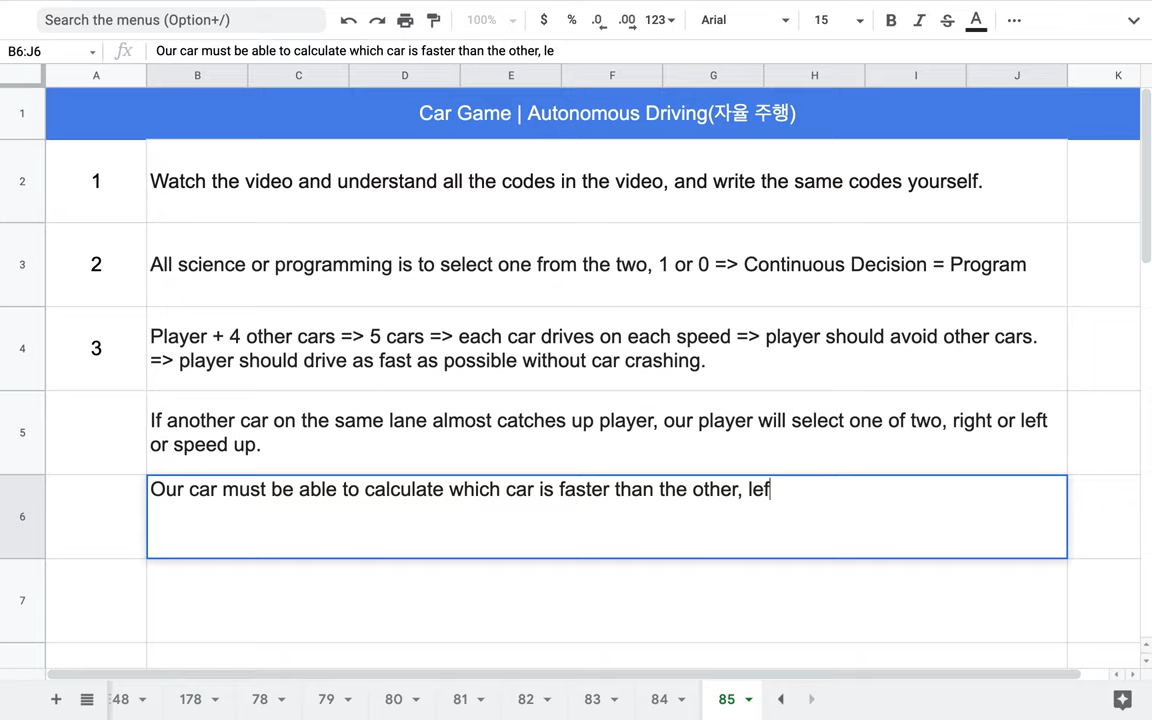 Search the menus (Option+/)
100%
$ % .0 .00 123
Arial
15
B I S A
B6:J6
fx Our car must be able to calculate which car is faster than the other, le
A B C D E F G H I J K
1 Car Game | Autonomous Driving(자율 주행)
2 1 Watch the video and understand all the codes in the video, and write the same codes yourself.
3 2 All science or programming is to select one from the two, 1 or 0 => Continuous Decision = Program
4 3 Player + 4 other cars => 5 cars => each car drives on each speed => player should avoid other cars.
=> player should drive as fast as possible without car crashing.
5 If another car on the same lane almost catches up player, our player will select one of two, right or left
or speed up.
6 Our car must be able to calculate which car is faster than the other, lef
7
48 178 78 79 80 81 82 83 84 85